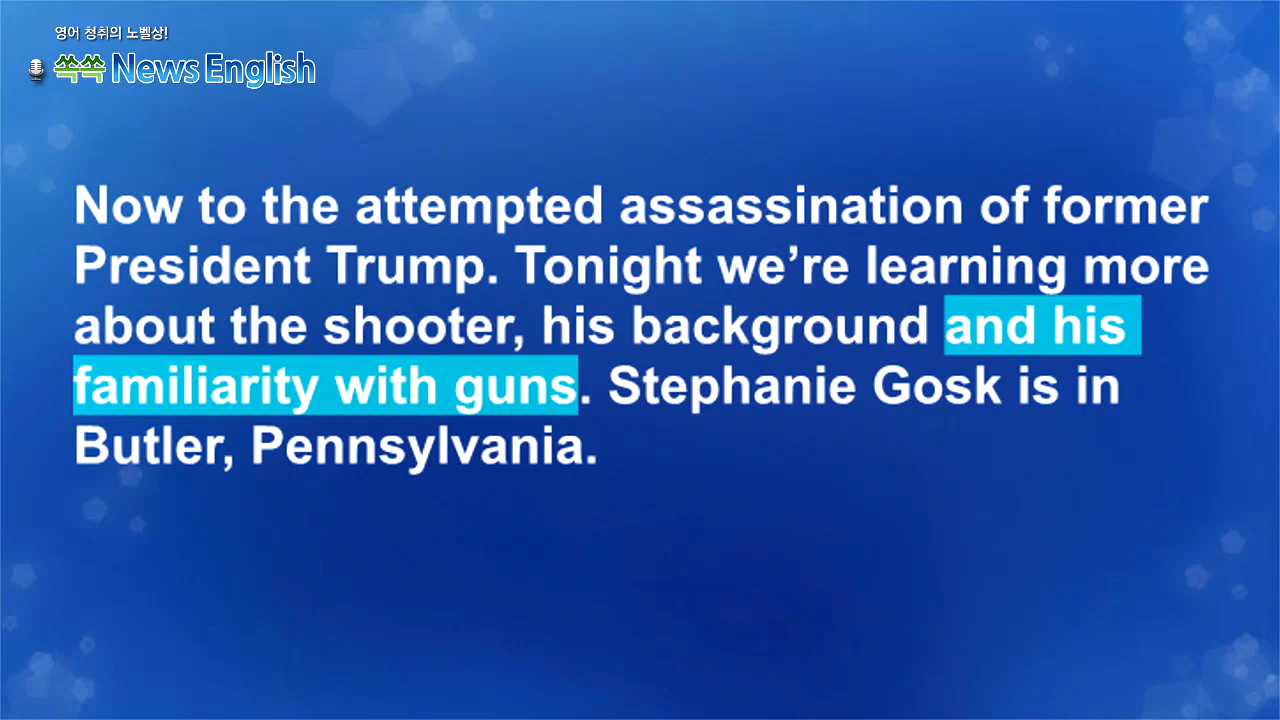 영어 청취의 노벨상!
쏙쏙 News English
Now to the attempted assassination of former
President Trump. Tonight we’re learning more
about the shooter, his background and his
familiarity with guns. Stephanie Gosk is in
Butler, Pennsylvania.